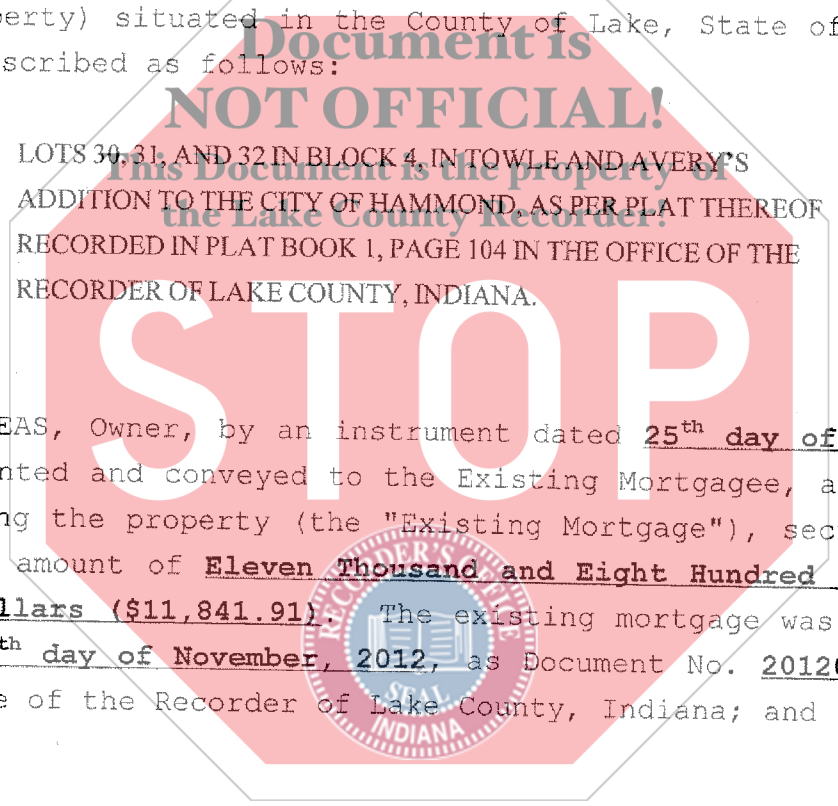 perty) situated in the County of Lake, State of
scribed as follows:
Document is
NOT OFFICIAL!
This Document is the property of
the Lake County Recorder!
LOTS 30, 31, AND 32 IN BLOCK 4, IN TOWLE AND AVERY'S
ADDITION TO THE CITY OF HAMMOND, AS PER PLAT THEREOF
RECORDED IN PLAT BOOK 1, PAGE 104 IN THE OFFICE OF THE
RECORDER OF LAKE COUNTY, INDIANA.
STOP
EAS, Owner, by an instrument dated 25th day of
nted and conveyed to the Existing Mortgagee, a
ng the property (the "Existing Mortgage"), sec
amount of Eleven Thousand and Eight Hundred
llars ($11,841.91). The existing mortgage was
th day of November, 2012, as Document No. 2012
e of the Recorder of Lake County, Indiana; and
RECORDER'S OFFICE
SEAL
INDIANA